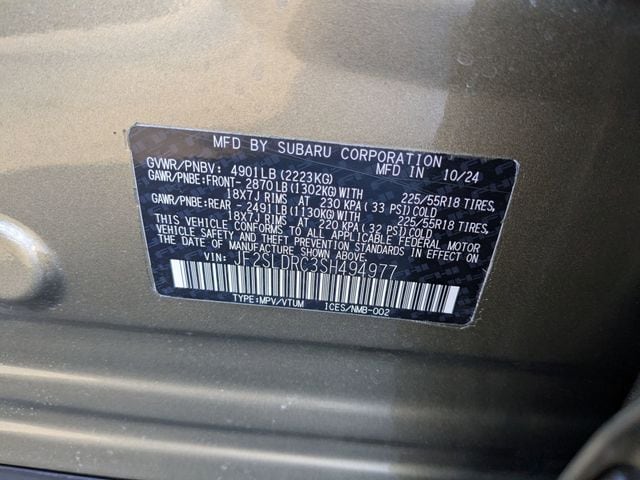 MFD BY SUBARU CORPORATION
GVWR/PNBV: 4901LB (2223KG) MFD IN 10/24
GAWR/PNBE:FRONT- 2870LB (1302KG)WITH 225/55R18 TIRES,
18X7J RIMS AT 230 KPA (33 PSI)COLD
GAWR/PNBE:REAR - 2491LB (1130KG)WITH 225/55R18 TIRES,
18X7J RIMS AT 220 KPA (32 PSI)COLD
THIS VEHICLE CONFORMS TO ALL APPLICABLE FEDERAL MOTOR
VEHICLE SAFETY AND THEFT PREVENTION STANDARDS IN EFFECT
ON THE DATE OF MANUFACTURE SHOWN ABOVE.
VIN: JF2SLDRC3SH494977
TYPE:MPV/VTUM ICES/NMB-002